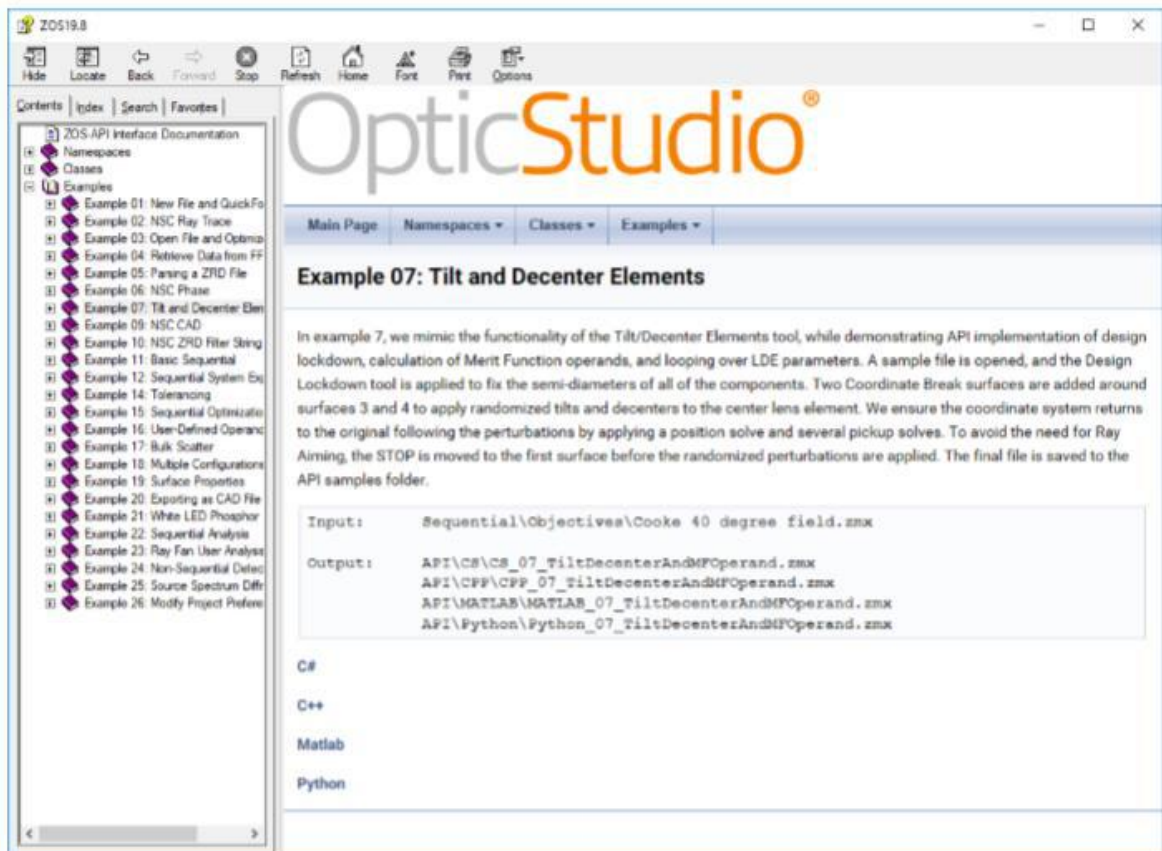 ZOS19.8
Hide Locate Back Forward Stop Refresh Home Font Print Options
Contents Index Search Favorites
ZOS-API Interface Documentation
Namespaces
Classes
Examples
Example 01: New File and QuickFo
Example 02: NSC Ray Trace
Example 03: Open File and Optimiz
Example 04: Retrieve Data from FF
Example 05: Parsing a ZRD File
Example 06: NSC Phase
Example 07: Tilt and Decenter Elen
Example 09: NSC CAD
Example 10: NSC ZRD Filter String
Example 11: Basic Sequential
Example 12: Sequential System Exp
Example 14: Tolerancing
Example 15: Sequential Optimizatio
Example 16: User-Defined Operanc
Example 17: Bulk Scatter
Example 18: Multiple Configurations
Example 19: Surface Properties
Example 20: Exporting as CAD File
Example 21: White LED Phosphor
Example 22: Sequential Analysis
Example 23: Ray Fan User Analysis
Example 24: Non-Sequential Detec
Example 25: Source Spectrum Diffr
Example 26: Modify Project Prefere
OpticStudio®
Main Page Namespaces Classes Examples
Example 07: Tilt and Decenter Elements
In example 7, we mimic the functionality of the Tilt/Decenter Elements tool, while demonstrating API implementation of design
lockdown, calculation of Merit Function operands, and looping over LDE parameters. A sample file is opened, and the Design
Lockdown tool is applied to fix the semi-diameters of all of the components. Two Coordinate Break surfaces are added around
surfaces 3 and 4 to apply randomized tilts and decenters to the center lens element. We ensure the coordinate system returns
to the original following the perturbations by applying a position solve and several pickup solves. To avoid the need for Ray
Aiming, the STOP is moved to the first surface before the randomized perturbations are applied. The final file is saved to the
API samples folder.
Input: Sequential\Objectives\Cooke 40 degree field.zmx
Output: API\CS\CS_07_TiltDecenterAndMFOperand.zmx
API\CPP\CPP_07_TiltDecenterAndMFOperand.zmx
API\MATLAB\MATLAB_07_TiltDecenterAndMFOperand.zmx
API\Python\Python_07_TiltDecenterAndMFOperand.zmx
C#
C++
Matlab
Python